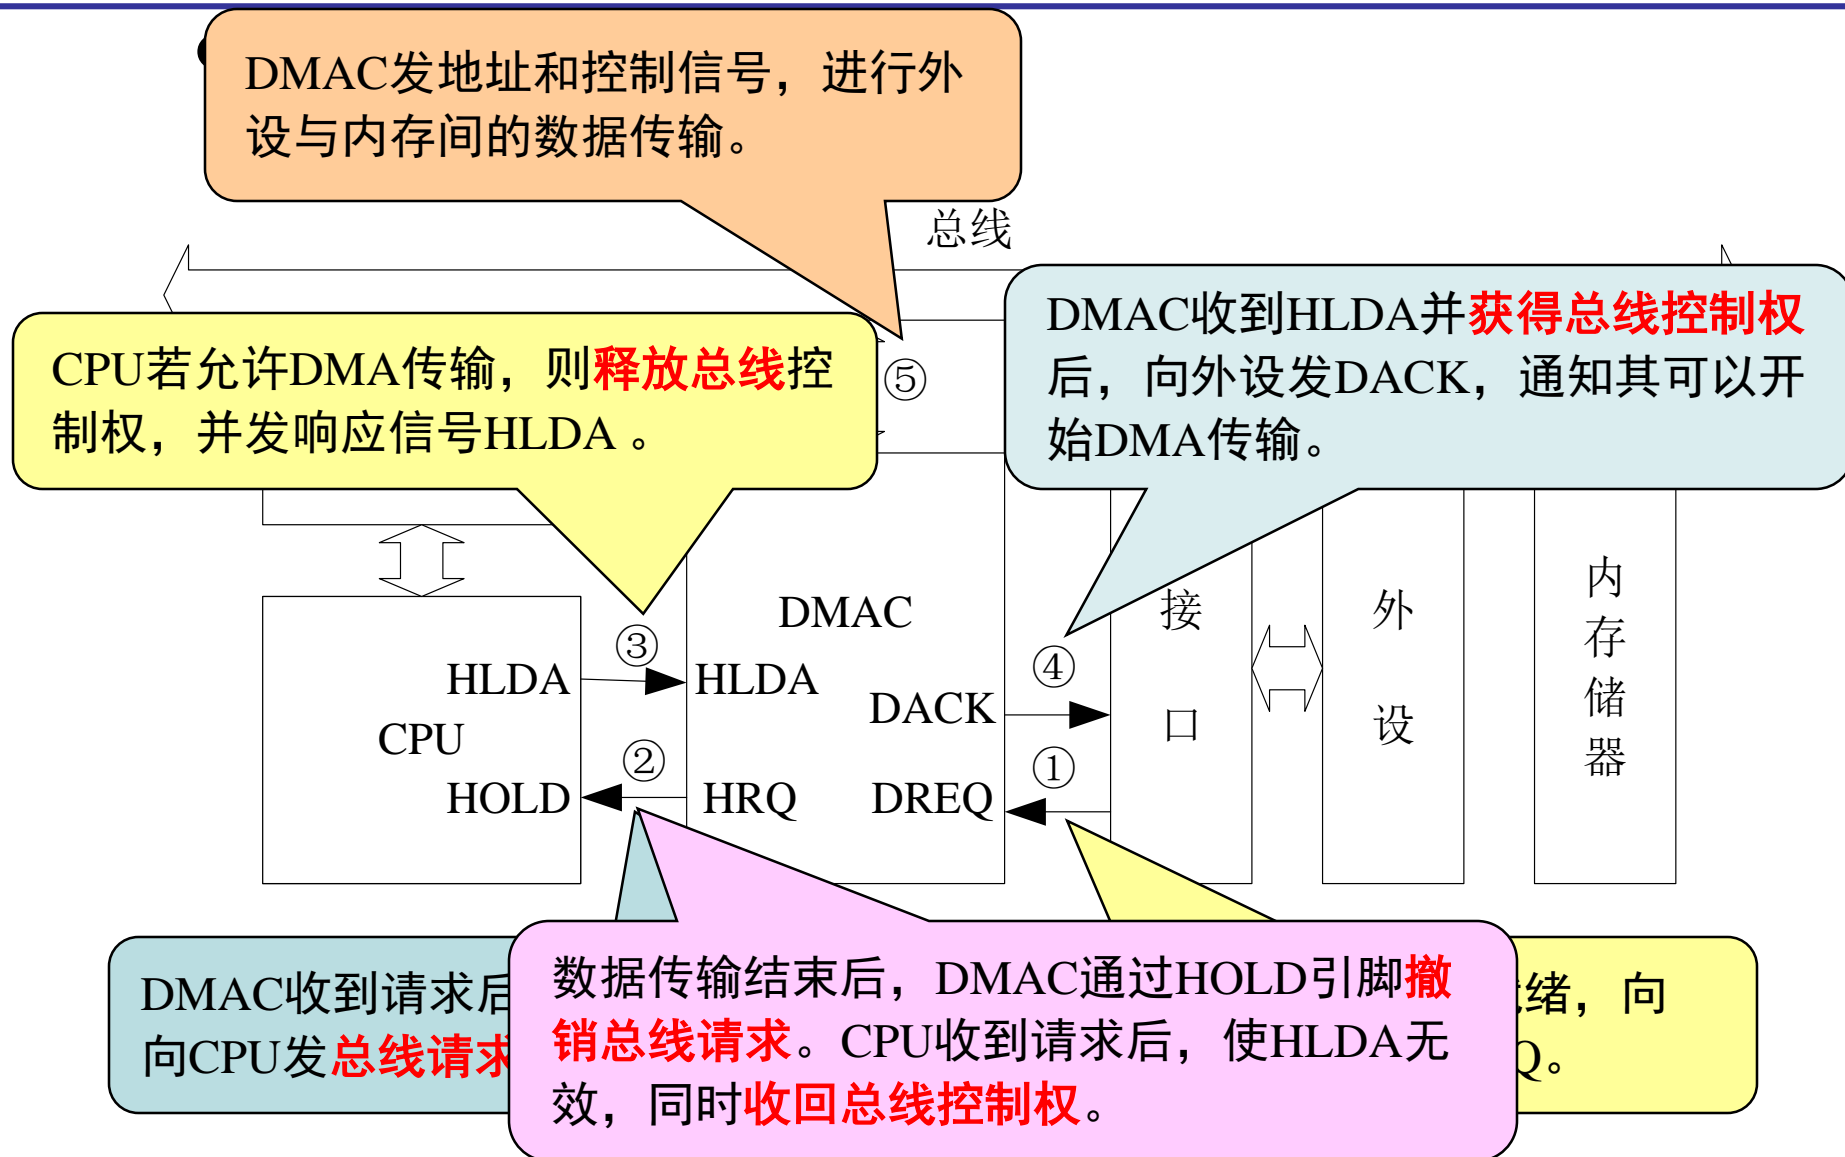 DMAC发地址和控制信号，进行外
设与内存间的数据传输。
总线
DMAC收到HLDA并获得总线控制权
后，向外设发DACK，通知其可以开
始DMA传输。
CPU若允许DMA传输，则释放总线控
制权，并发响应信号HLDA 。
⑤
③
HLDA
HLDA
DMAC
④
DACK
CPU
②
HOLD
HRQ
①
DREQ
接
口
外
设
内
存
储
器
DMAC收到请求后
向CPU发总线请求
数据传输结束后，DMAC通过HOLD引脚撤
销总线请求。CPU收到请求后，使HLDA无
效，同时收回总线控制权。
绪，向
Q。